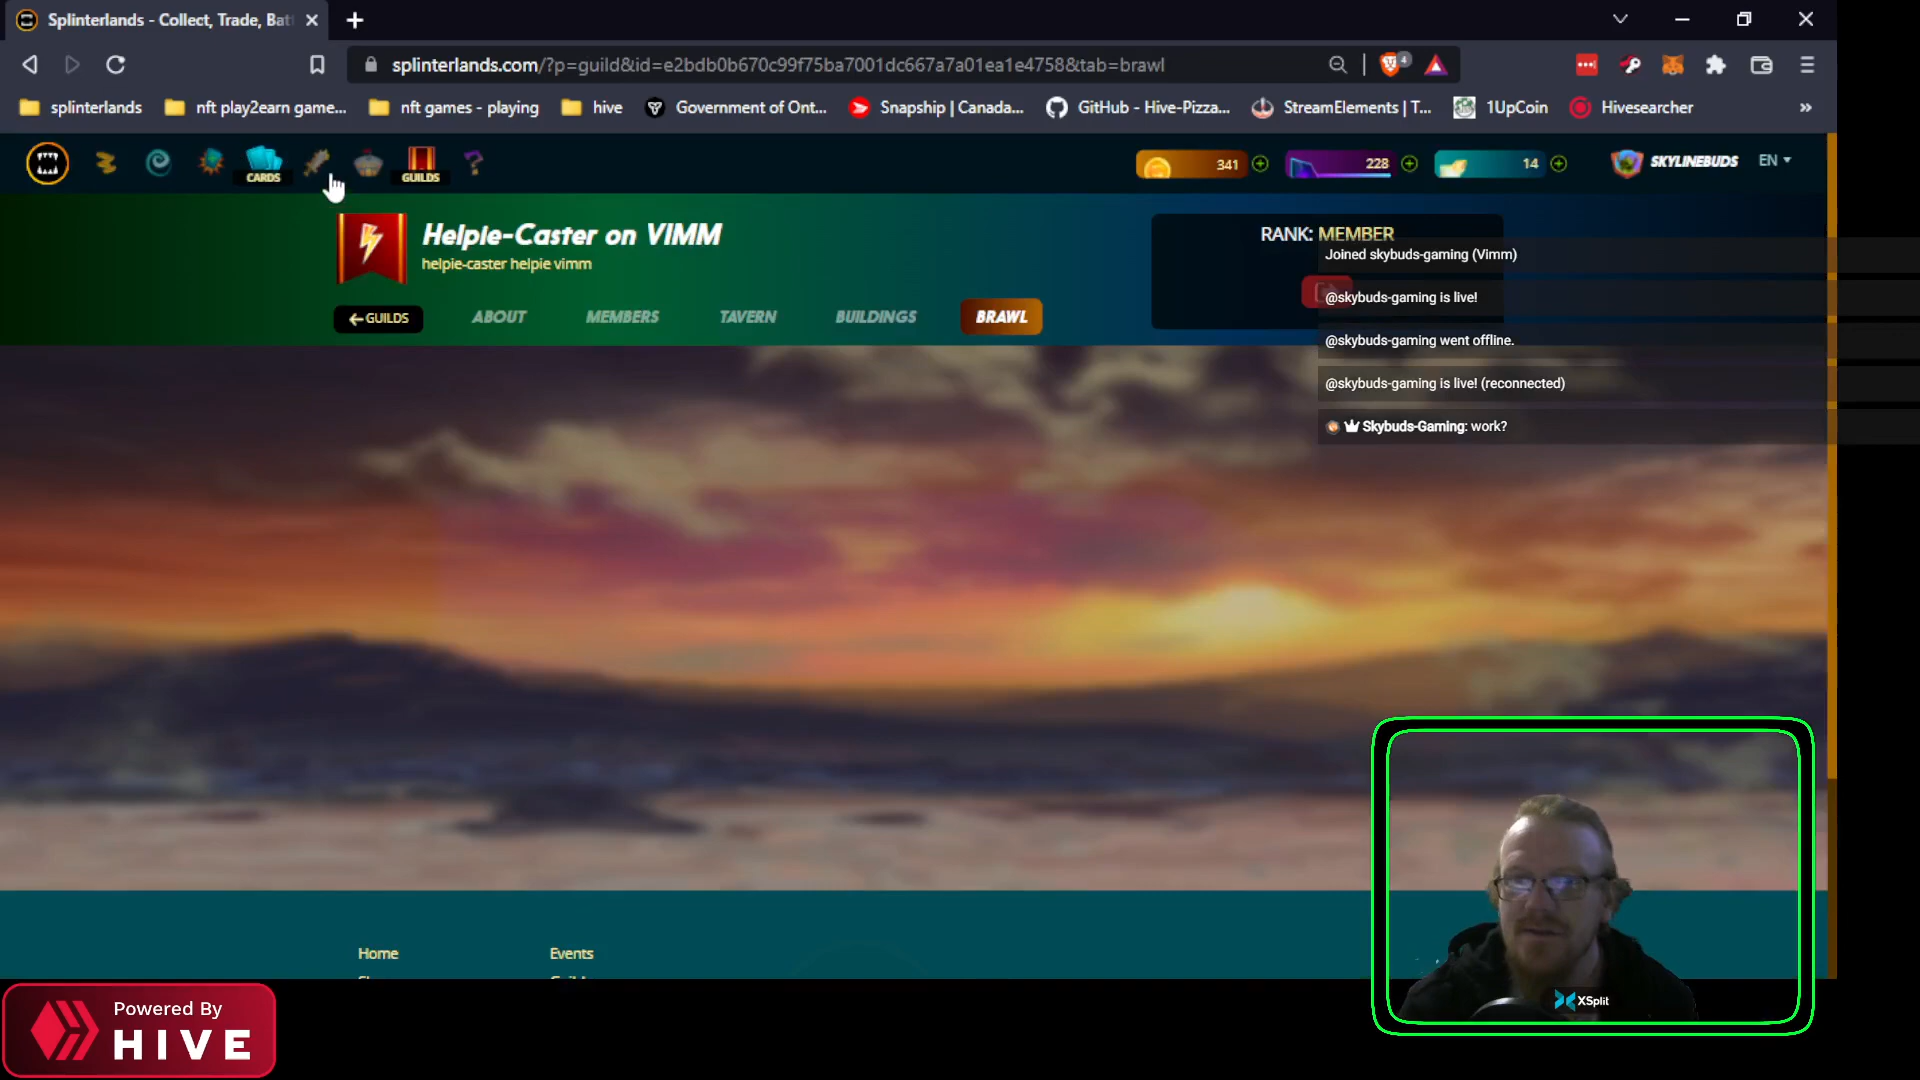 Splinterlands - Collect, Trade, Bat
splinterlands.com/?p=guild&id=e2bdb0b670c99f75ba7001dc667a7a01ea1e4758&tab=brawl
4
splinterlands
nft play2earn game...
nft games - playing
hive
Government of Ont...
Snapship | Canada...
GitHub - Hive-Pizza...
StreamElements | T...
1UpCoin
Hivesearcher
»
CARDS
GUILDS
?
341
228
14
SKYLINEBUDS
EN
Helpie-Caster on VIMM
helpie-caster helpie vimm
RANK: MEMBER
←GUILDS
ABOUT
MEMBERS
TAVERN
BUILDINGS
BRAWL
Joined skybuds-gaming (Vimm)
@skybuds-gaming is live!
@skybuds-gaming went offline.
@skybuds-gaming is live! (reconnected)
Skybuds-Gaming: work?
Home
Events
XSplit
Powered By
HIVE